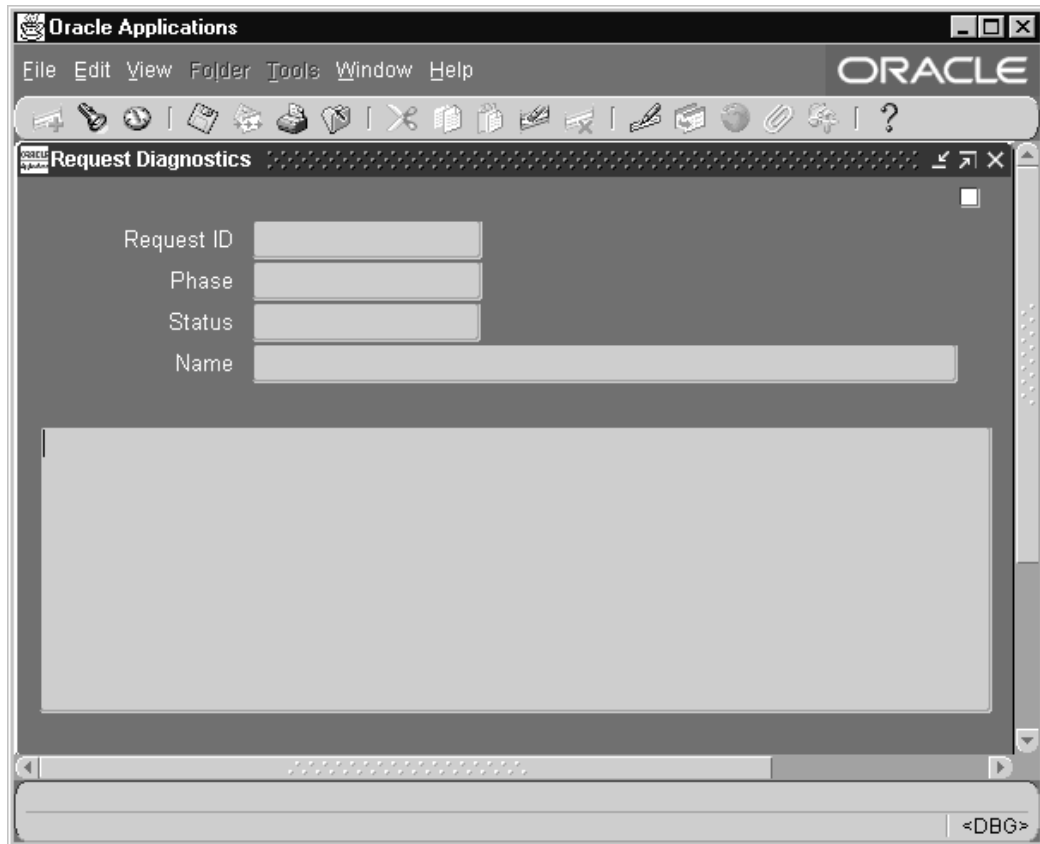 Oracle Applications
File Edit View Folder Tools Window Help
ORACLE
?
Request Diagnostics
Request ID
Phase
Status
Name
<DBG>